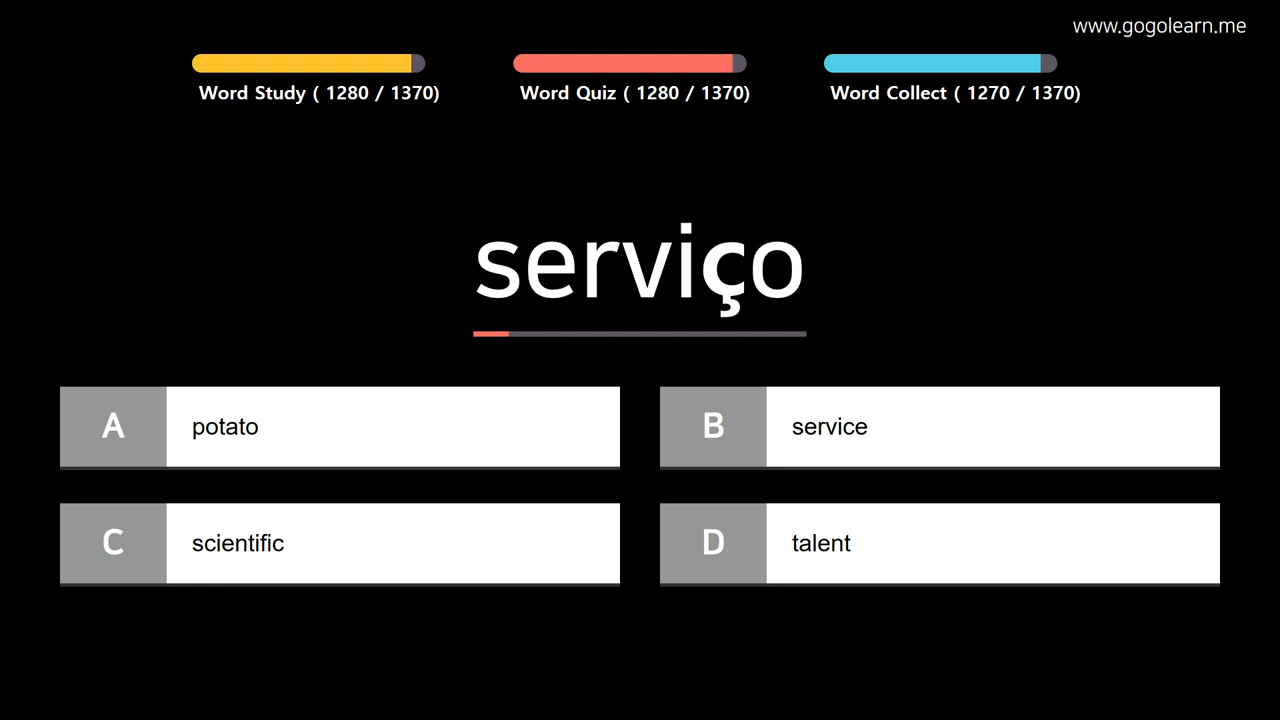 www.gogolearn.me
Word Study ( 1280 / 1370)
Word Quiz ( 1280 / 1370)
Word Collect ( 1270 / 1370)
serviço
A potato
B service
C scientific
D talent